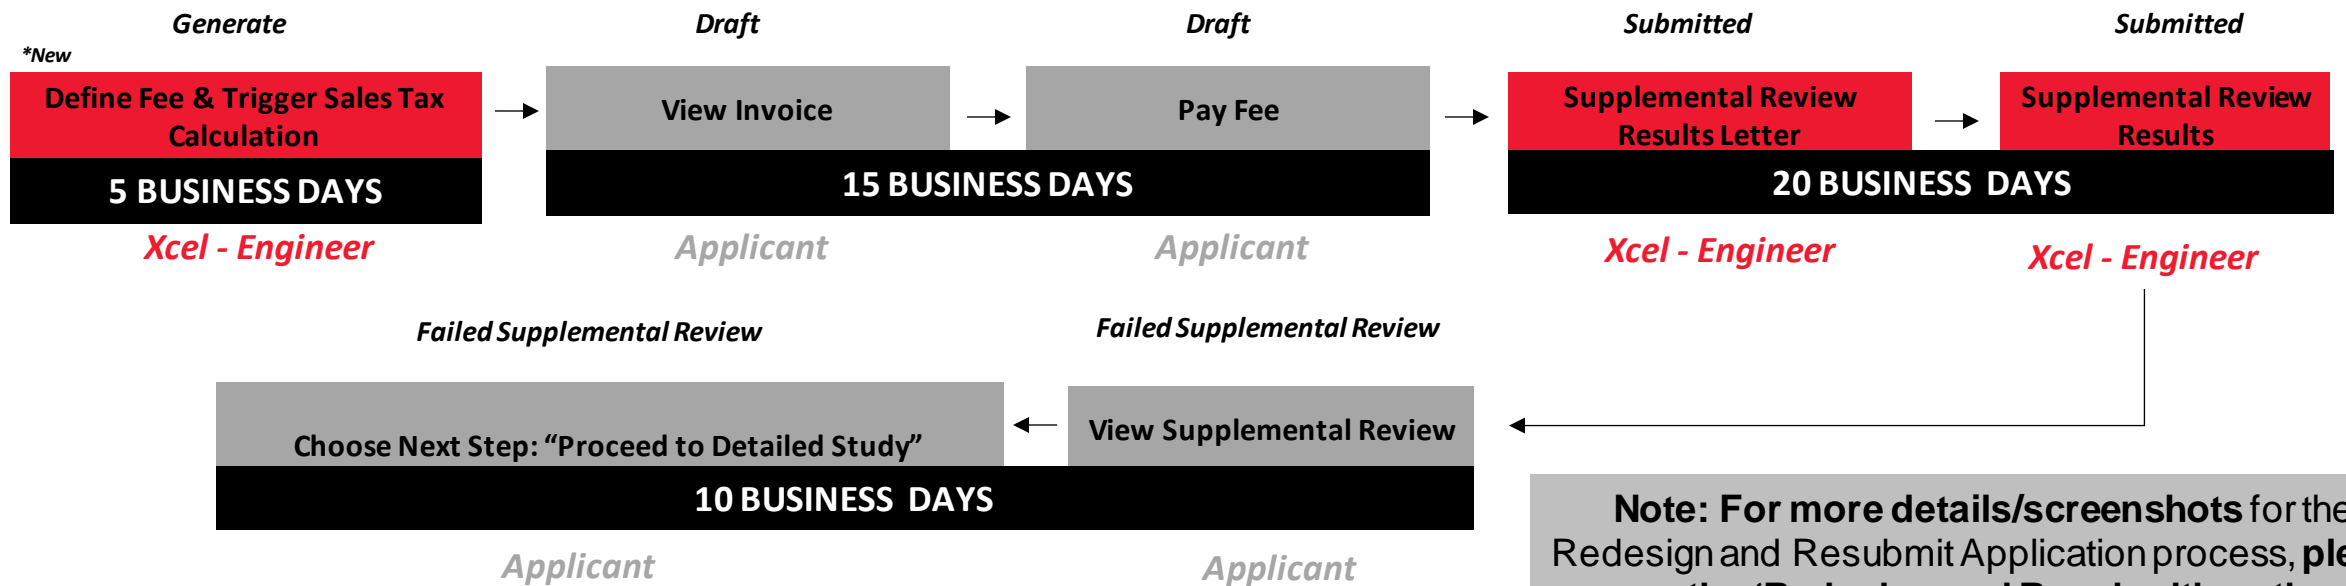 Generate
Draft
Draft
Submitted
Submitted
*New
Define Fee & Trigger Sales Tax
Calculation
View Invoice
Pay Fee
Supplemental Review
Results Letter
Supplemental Review
Results
5 BUSINESS DAYS
15 BUSINESS DAYS
20 BUSINESS DAYS
Xcel - Engineer
Applicant
Applicant
Xcel - Engineer
Xcel - Engineer
Failed Supplemental Review
Failed Supplemental Review
Choose Next Step: “Proceed to Detailed Study”
View Supplemental Review
10 BUSINESS DAYS
Applicant
Applicant
Note: For more details/screenshots for the
Redesign and Resubmit Application process,